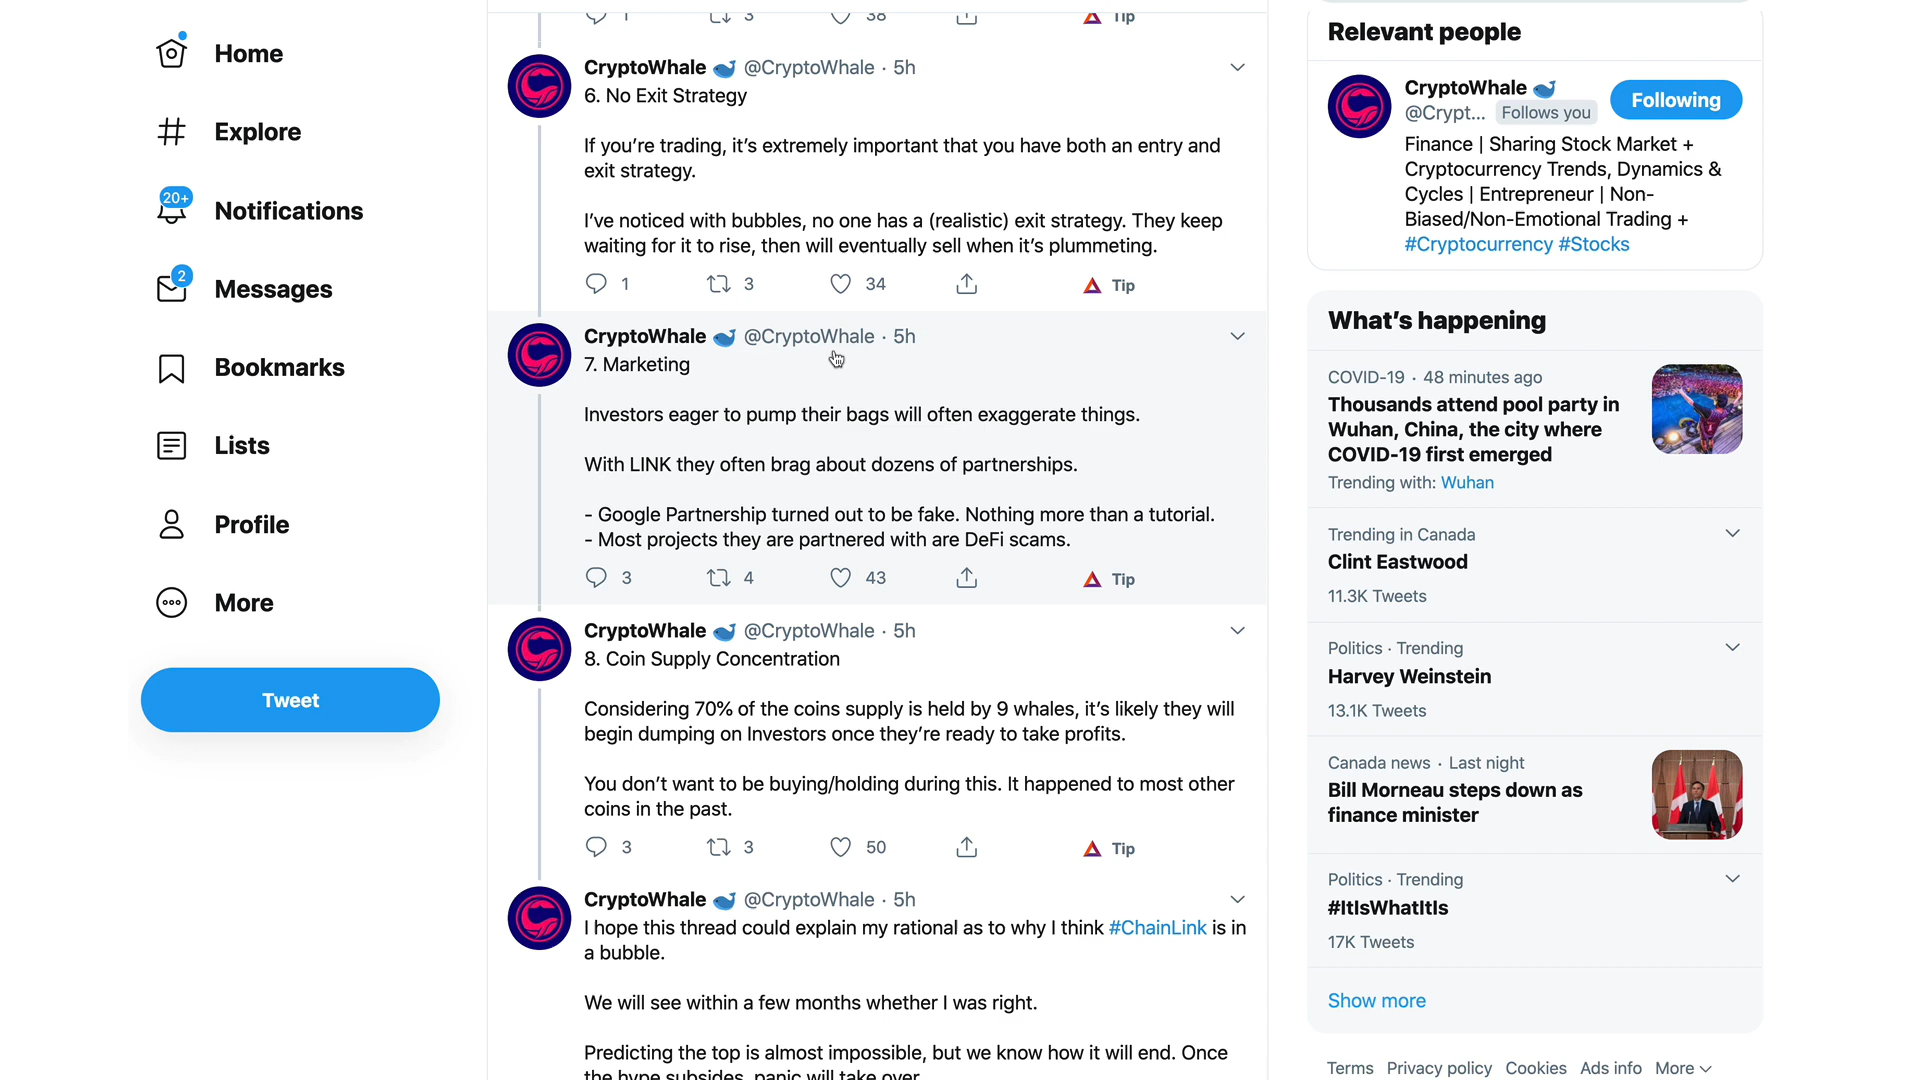 Home
Explore
20+
Notifications
2
Messages
Bookmarks
Lists
Profile
More
Tweet
1 3 38 Tip
CryptoWhale @CryptoWhale · 5h
6. No Exit Strategy
If you're trading, it's extremely important that you have both an entry and
exit strategy.
I've noticed with bubbles, no one has a (realistic) exit strategy. They keep
waiting for it to rise, then will eventually sell when it's plummeting.
1 3 34 Tip
CryptoWhale @CryptoWhale · 5h
7. Marketing
Investors eager to pump their bags will often exaggerate things.
With LINK they often brag about dozens of partnerships.
- Google Partnership turned out to be fake. Nothing more than a tutorial.
- Most projects they are partnered with are DeFi scams.
3 4 43 Tip
CryptoWhale @CryptoWhale · 5h
8. Coin Supply Concentration
Considering 70% of the coins supply is held by 9 whales, it's likely they will
begin dumping on Investors once they're ready to take profits.
You don't want to be buying/holding during this. It happened to most other
coins in the past.
3 3 50 Tip
CryptoWhale @CryptoWhale · 5h
I hope this thread could explain my rational as to why I think #ChainLink is in
a bubble.
We will see within a few months whether I was right.
Predicting the top is almost impossible, but we know how it will end. Once
the hype subsides, panic will take over
Relevant people
CryptoWhale
@Crypt... Follows you
Following
Finance | Sharing Stock Market +
Cryptocurrency Trends, Dynamics &
Cycles | Entrepreneur | Non-
Biased/Non-Emotional Trading +
#Cryptocurrency #Stocks
What's happening
COVID-19 · 48 minutes ago
Thousands attend pool party in
Wuhan, China, the city where
COVID-19 first emerged
Trending with: Wuhan
Trending in Canada
Clint Eastwood
11.3K Tweets
Politics · Trending
Harvey Weinstein
13.1K Tweets
Canada news · Last night
Bill Morneau steps down as
finance minister
Politics · Trending
#ItIsWhatItIs
17K Tweets
Show more
Terms Privacy policy Cookies Ads info More